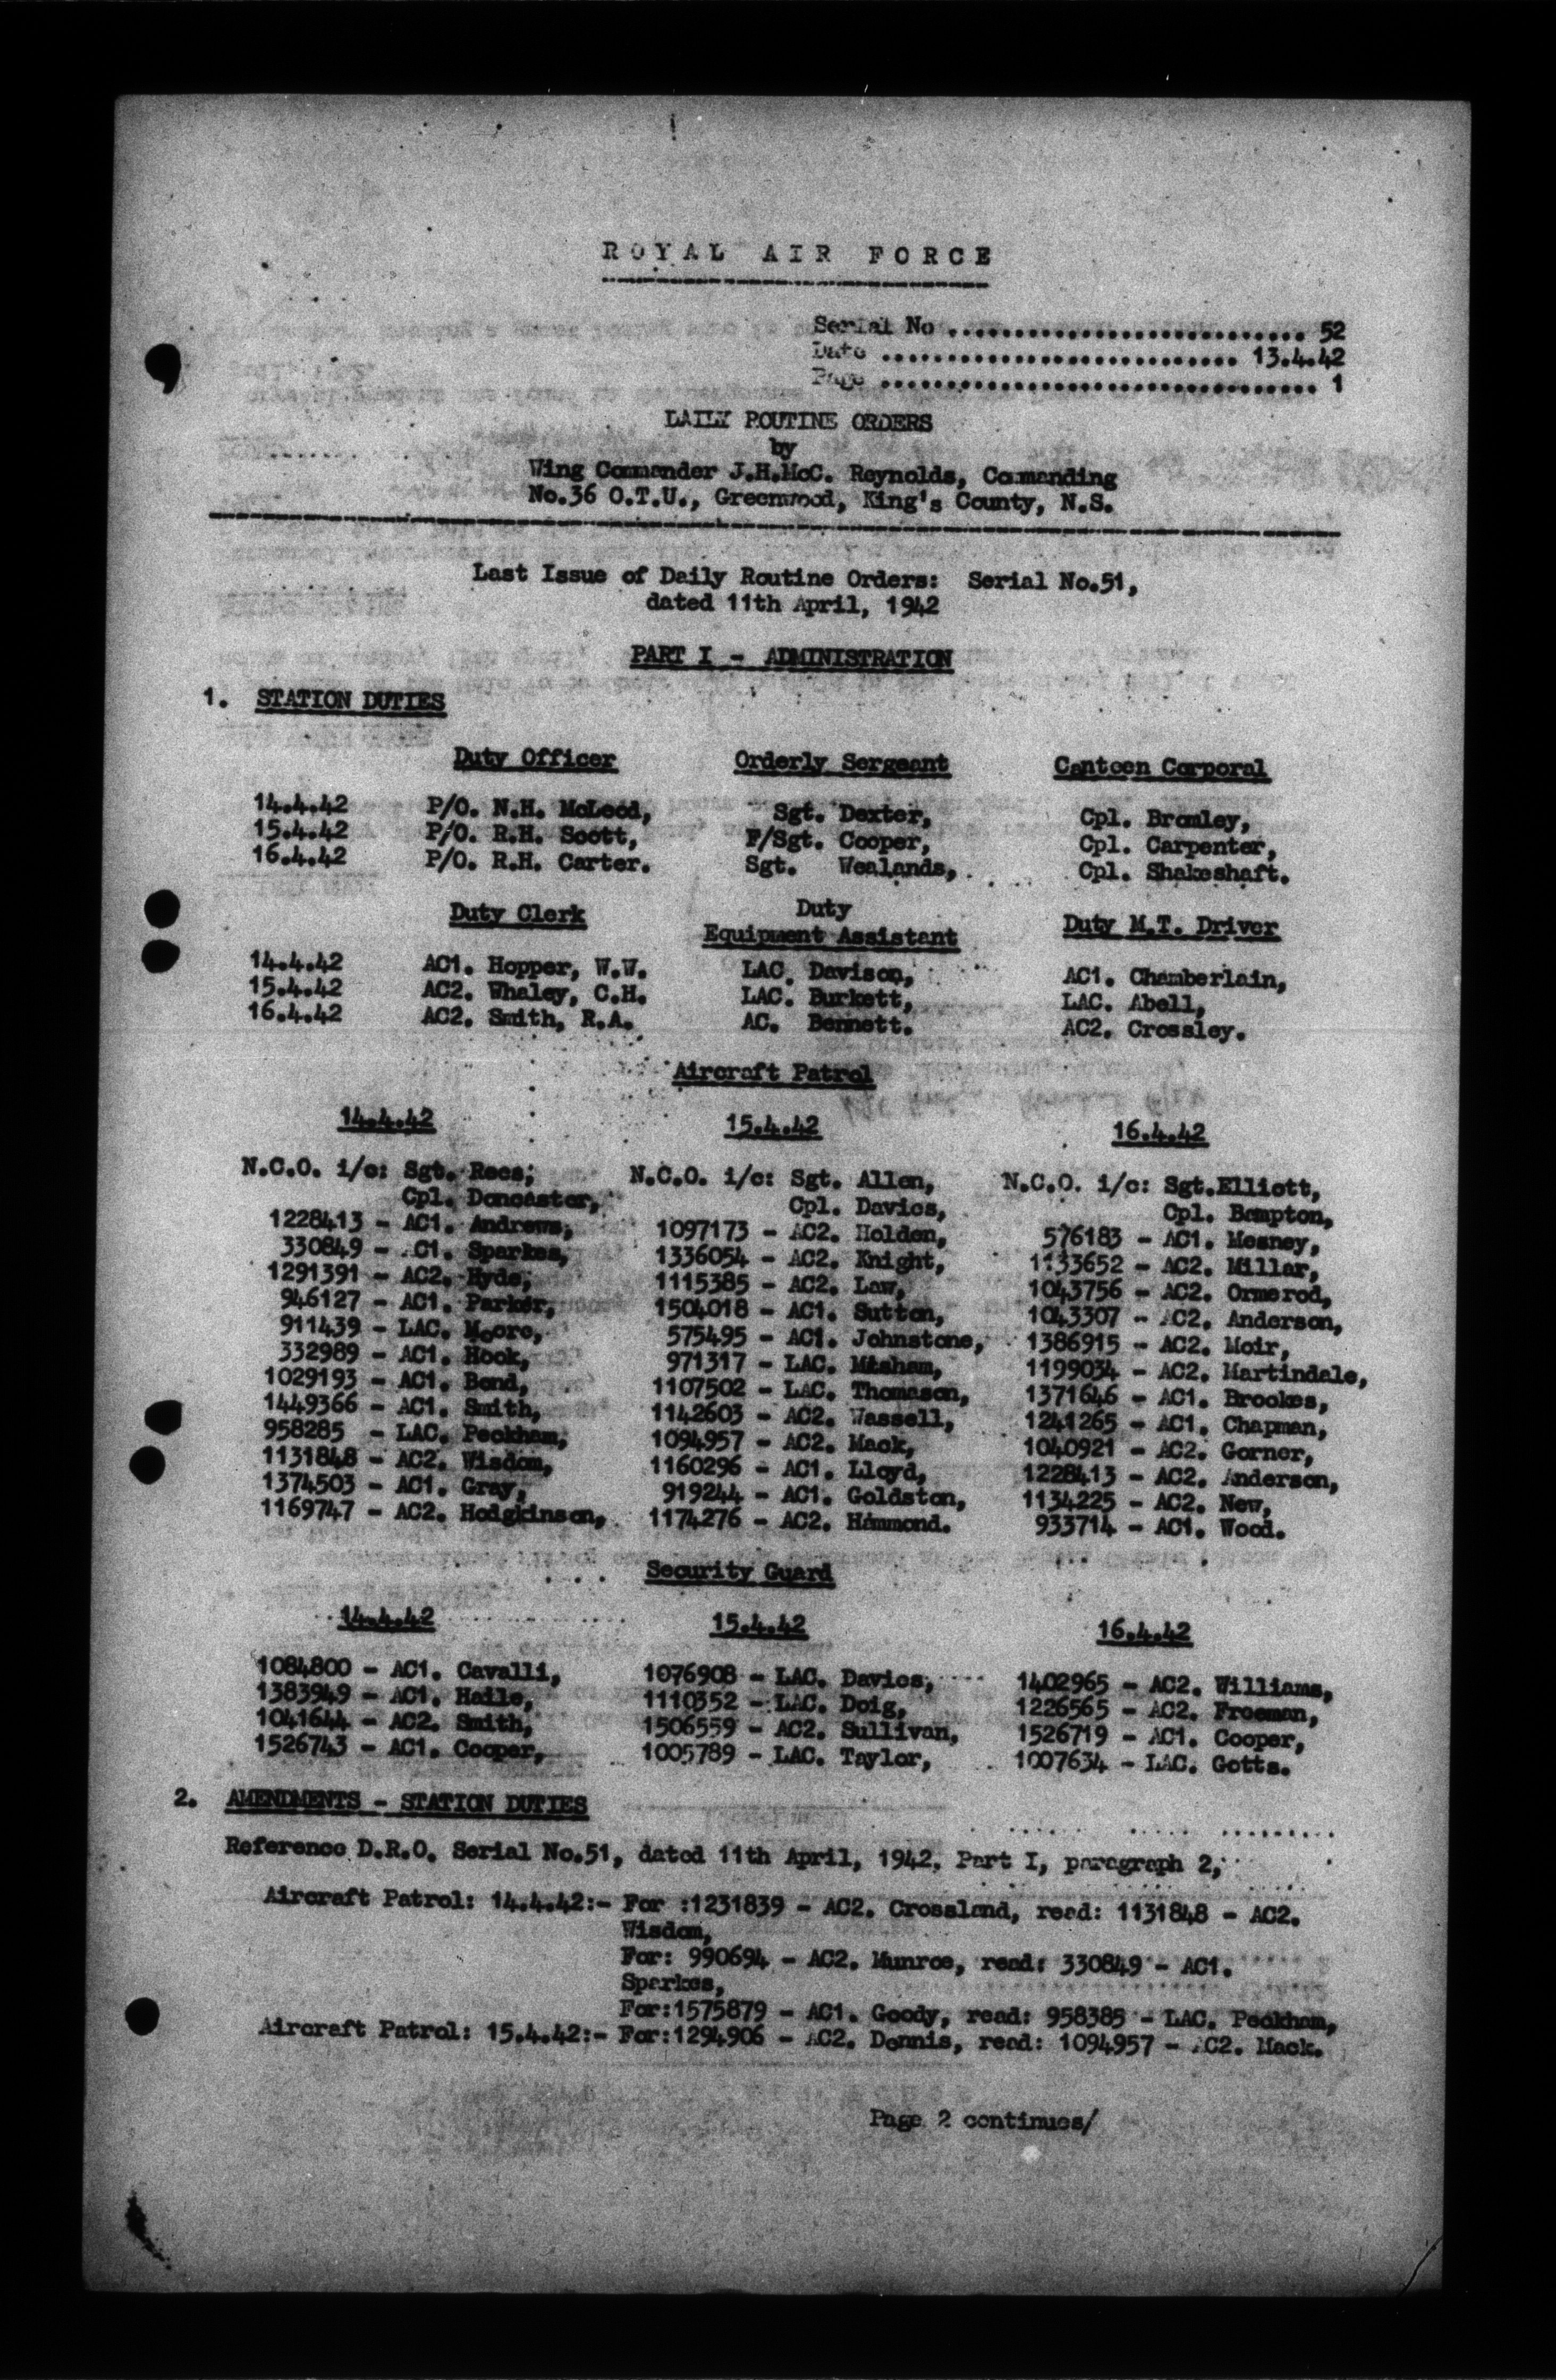 ROYAL AIR FORCE
Serial No ........................... 52
Date ........................... 13.4.42
Page ................................. 1
DAILY ROUTINE ORDERS
by
Wing Commander J.H.McC. Reynolds, Commanding
No.36 O.T.U., Greenwood, King's County, N.S.
Last Issue of Daily Routine Orders: Serial No.51,
dated 11th April, 1942
PART I - ADMINISTRATION
1. STATION DUTIES
Duty Officer Orderly Sergeant Canteen Corporal
14.4.42 P/O. N.H. McLeod, Sgt. Dexter, Cpl. Bromley,
15.4.42 P/O. R.H. Scott, F/Sgt. Cooper, Cpl. Carpenter,
16.4.42 P/O. R.H. Carter. Sgt. Wealands, Cpl. Shakeshaft.
Duty Clerk Duty Equipment Assistant Duty M.T. Driver
14.4.42 AC1. Hopper, W.W. LAC. Davison, AC1. Chamberlain,
15.4.42 AC2. Whaley, C.H. LAC. Burkett, LAC. Abell,
16.4.42 AC2. Smith, R.A. AC. Bennett. AC2. Crossley.
Aircraft Patrol
14.4.42 15.4.42 16.4.42
N.C.O. i/c: Sgt. Rees; N.C.O. i/c: Sgt. Allen, N.C.O. i/c: Sgt.Elliott,
Cpl. Doncaster, Cpl. Davies, Cpl. Bampton,
1228413 - AC1. Andrews, 1097173 - AC2. Holden, 576183 - AC1. Mesney,
330849 - AC1. Sparkes, 1336054 - AC2. Knight, 1133652 - AC2. Millar,
1291391 - AC2. Hyde, 1115385 - AC2. Law, 1043756 - AC2. Ormerod,
946127 - AC1. Parker, 1504018 - AC1. Sutton, 1043307 - AC2. Anderson,
911439 - LAC. Moore, 575495 - AC1. Johnstone, 1386915 - AC2. Moir,
332989 - AC1. Hook, 971317 - LAC. Misham, 1199034 - AC2. Martindale,
1029193 - AC1. Bond, 1107502 - LAC. Thomason, 1371646 - AC1. Brookes,
1449366 - AC1. Smith, 1142603 - AC2. Wassell, 1241265 - AC1. Chapman,
958285 - LAC. Peckham, 1094957 - AC2. Mack, 1040921 - AC2. Gorner,
1131848 - AC2. Wisdom, 1160296 - AC1. Lloyd, 1228413 - AC2. Anderson,
1374503 - AC1. Gray, 919244 - AC1. Goldston, 1134225 - AC2. New,
1169747 - AC2. Hodgkinson, 1174276 - AC2. Hammond. 933714 - AC1. Wood.
Security Guard
14.4.42 15.4.42 16.4.42
1084800 - AC1. Cavalli, 1076908 - LAC. Davies, 1402965 - AC2. Williams,
1383949 - AC1. Haile, 1110352 - LAC. Doig, 1226565 - AC2. Freeman,
1041644 - AC2. Smith, 1506559 - AC2. Sullivan, 1526719 - AC1. Cooper,
1526743 - AC1. Cooper, 1005789 - LAC. Taylor, 1007634 - LAC. Gotts.
2. AMENDMENTS - STATION DUTIES
Reference D.R.O. Serial No.51, dated 11th April, 1942, Part I, paragraph 2,
Aircraft Patrol: 14.4.42:- For :1231839 - AC2. Crossland, read: 1131848 - AC2.
Wisdom,
For: 990694 - AC2. Munroe, read: 330849 - AC1.
Sparkes,
For:1575879 - AC1. Goody, read: 958385 - LAC. Peckham,
Aircraft Patrol: 15.4.42:- For:1294906 - AC2. Dennis, read: 1094957 - AC2. Mack.
Page 2 continues/